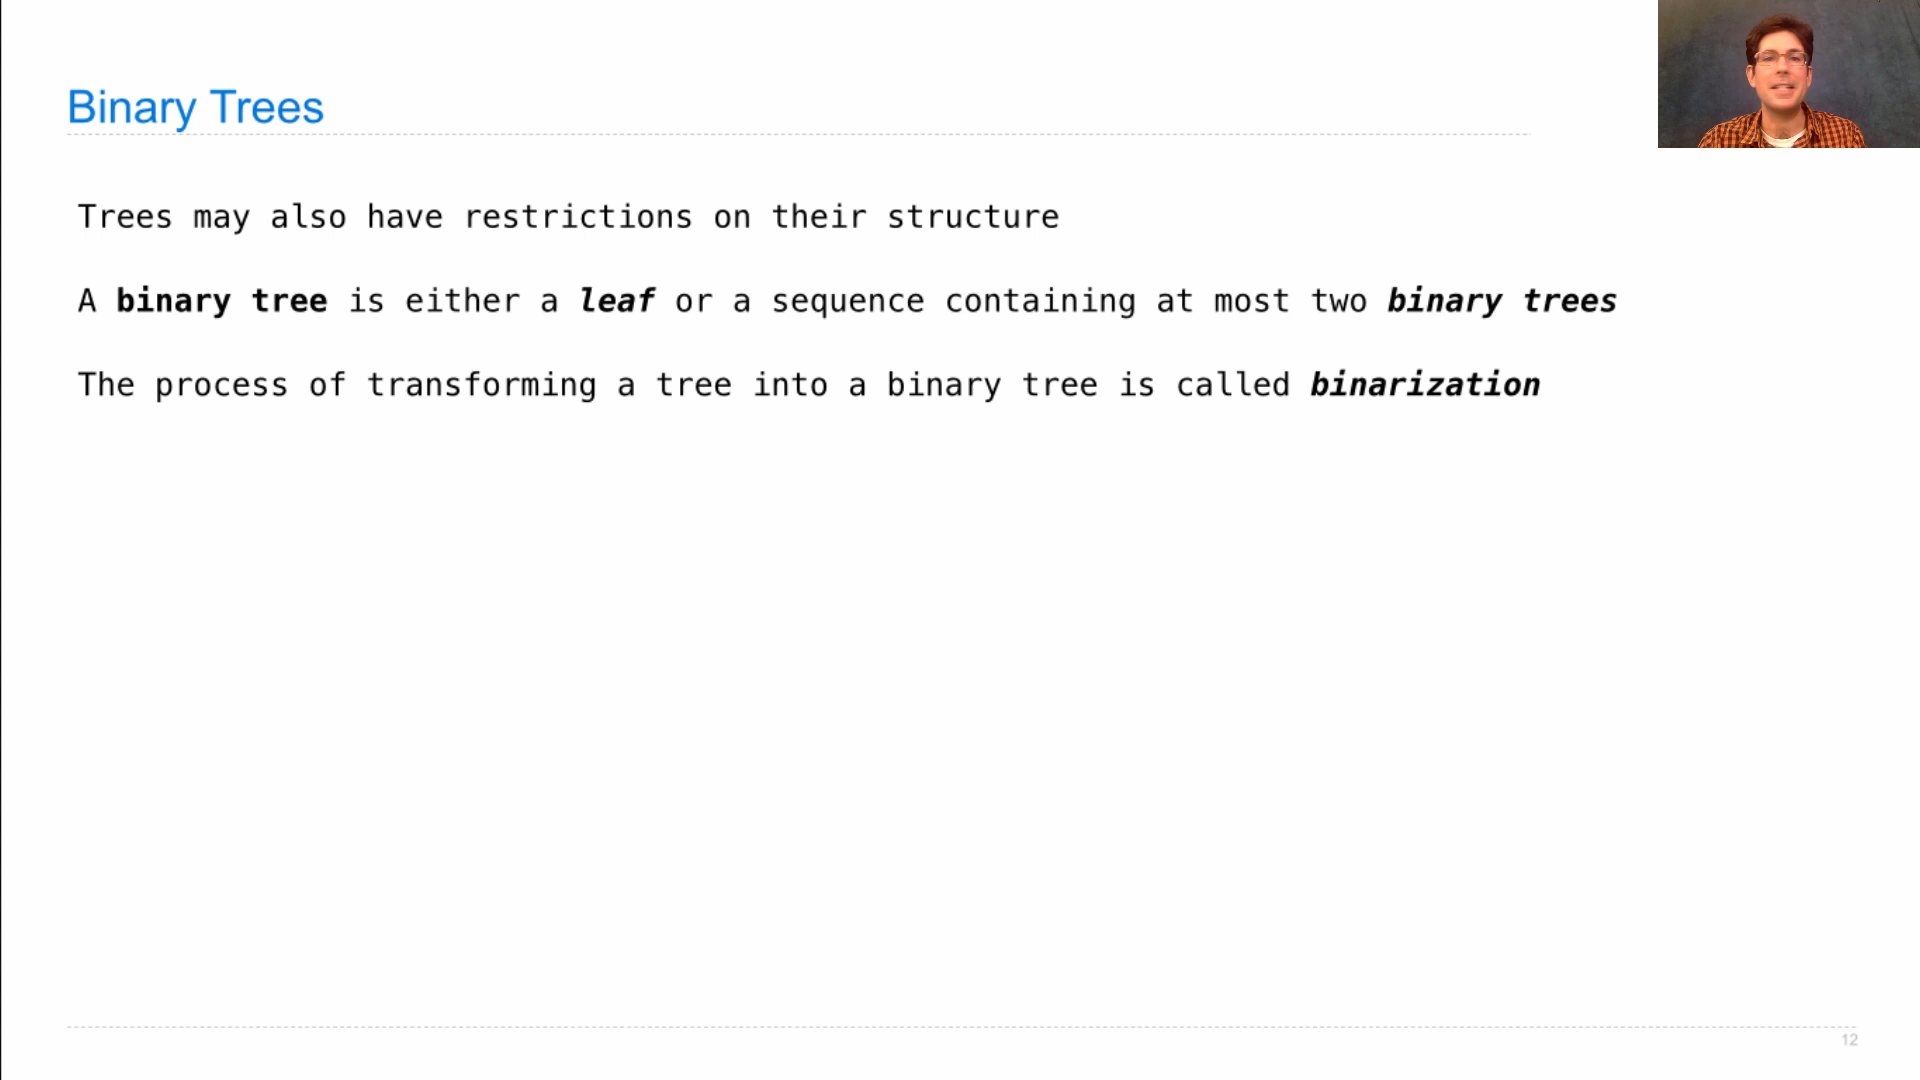 Binary Trees
Trees may also have restrictions on their structure
A binary tree is either a leaf or a sequence containing at most two binary trees
The process of transforming a tree into a binary tree is called binarization
12